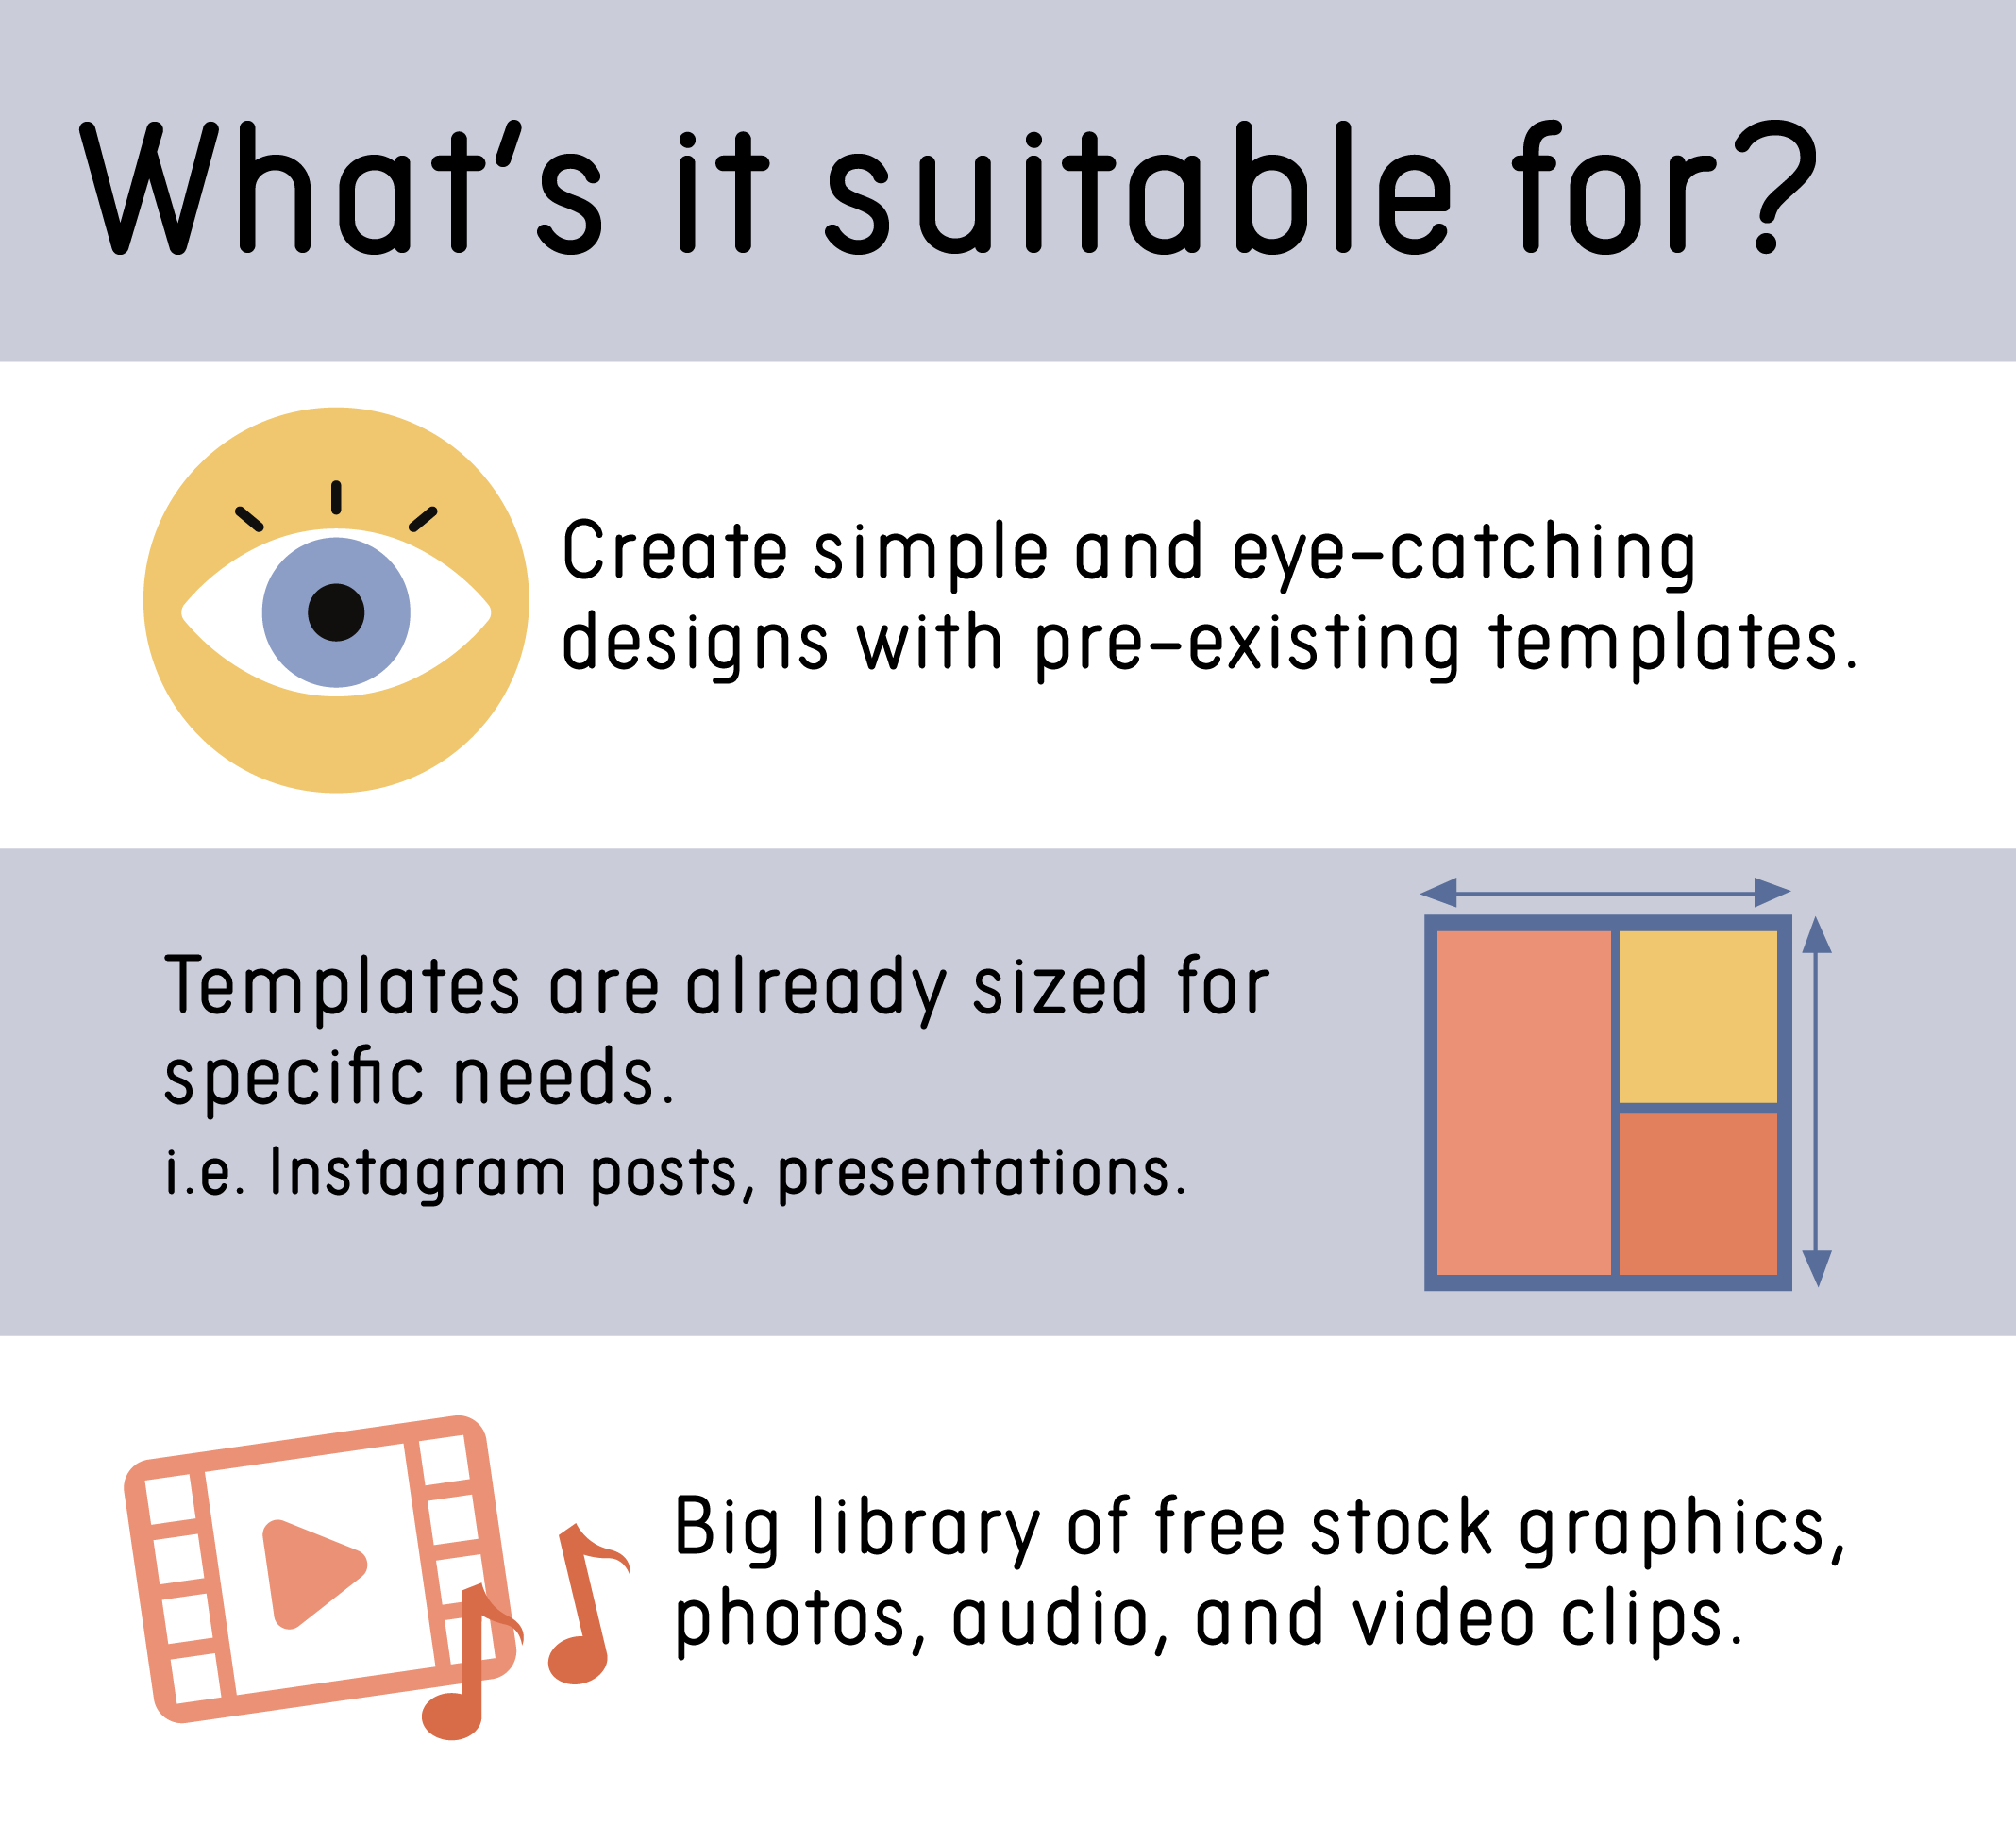 What's it suitable for?
Create simple and eye-catching
designs with pre-existing templates.
Templates are already sized for
specific needs.
i.e. Instagram posts, presentations.
Big library of free stock graphics,
photos, audio, and video clips.